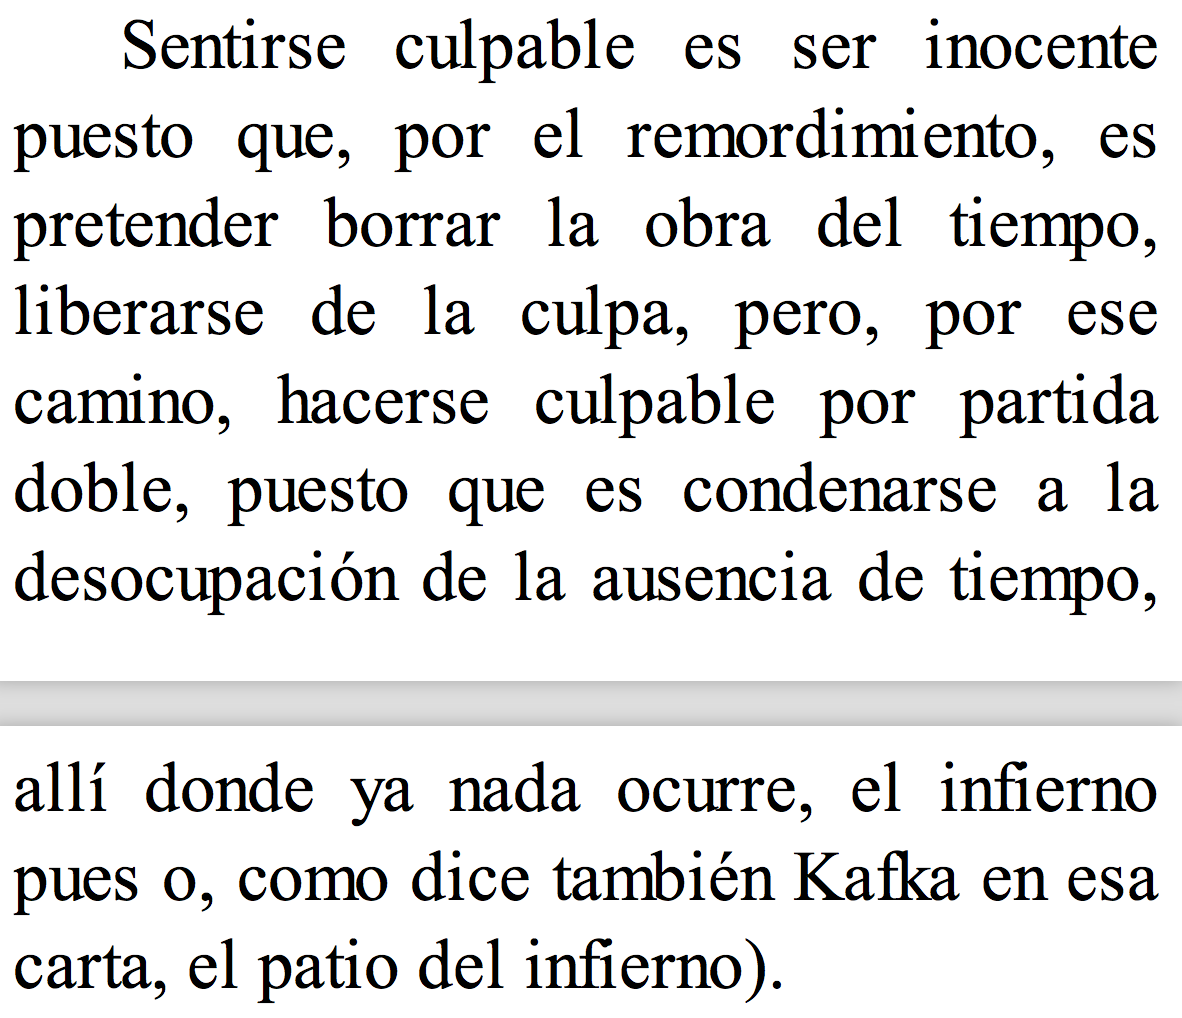 Sentirse culpable es ser inocente
puesto que, por el remordimiento, es
pretender borrar la obra del tiempo,
liberarse de la culpa, pero, por ese
camino, hacerse culpable por partida
doble, puesto que es condenarse a la
desocupación de la ausencia de tiempo,
allí donde ya nada ocurre, el infierno
pues o, como dice también Kafka en esa
carta, el patio del infierno).